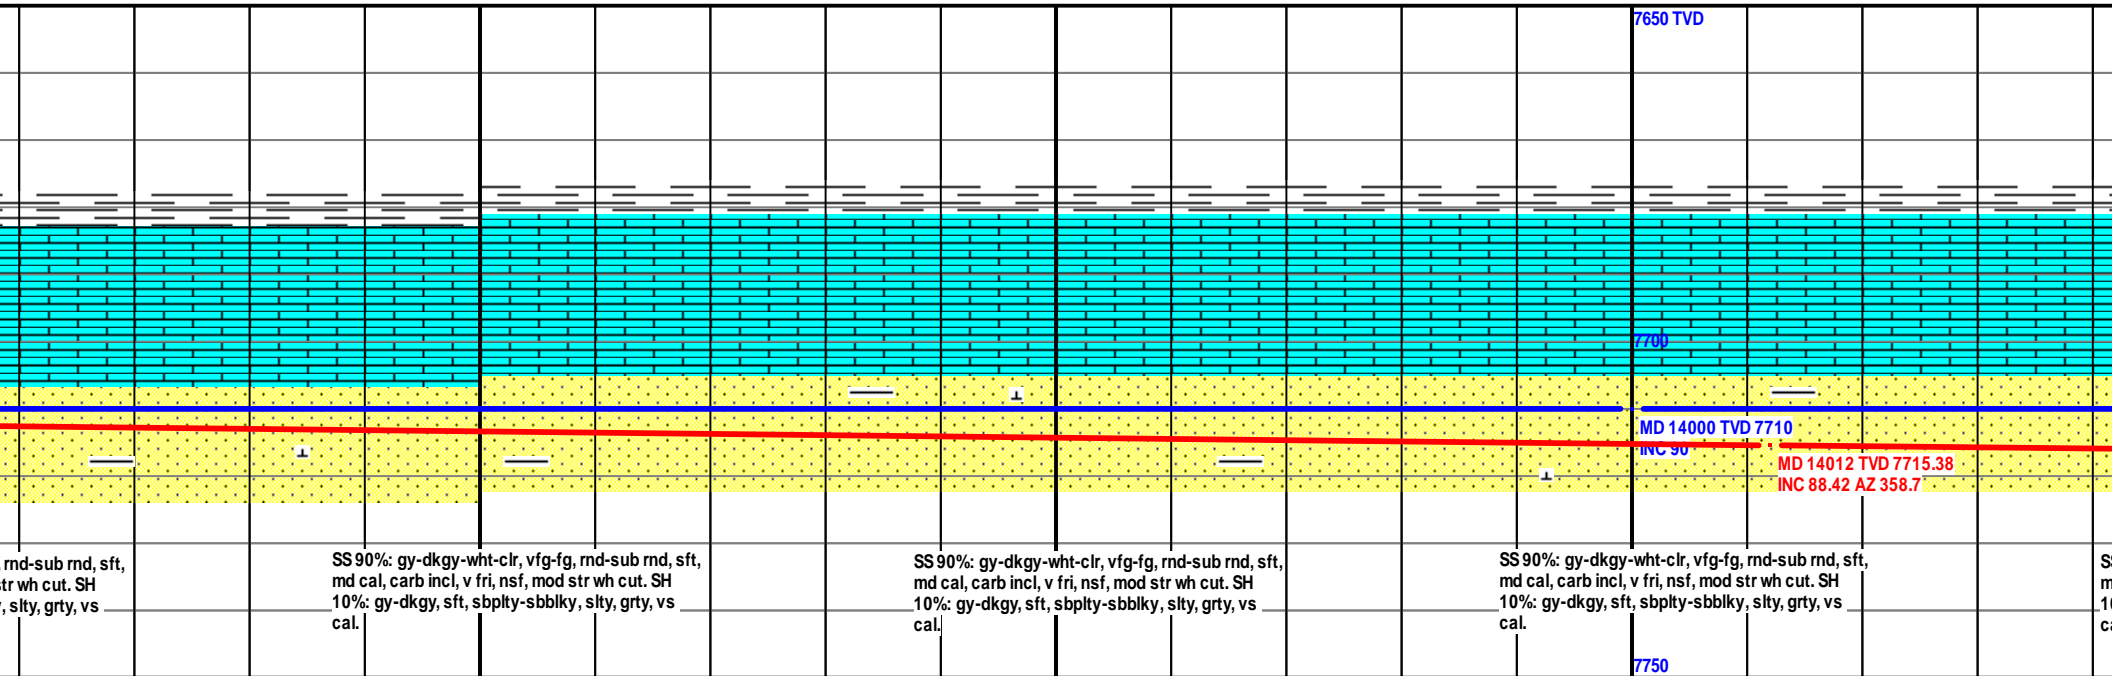 7650 TVD
7700
MD 14000 TVD 7710
INC 90
MD 14012 TVD 7715.38
INC 88.42 AZ 358.7
, rnd-sub rnd, sft,
str wh cut. SH
, slty, grty, vs
SS 90%: gy-dkgy-wht-clr, vfg-fg, rnd-sub rnd, sft,
md cal, carb incl, v fri, nsf, mod str wh cut. SH
10%: gy-dkgy, sft, sbplty-sbblky, slty, grty, vs
cal.
SS 90%: gy-dkgy-wht-clr, vfg-fg, rnd-sub rnd, sft,
md cal, carb incl, v fri, nsf, mod str wh cut. SH
10%: gy-dkgy, sft, sbplty-sbblky, slty, grty, vs
cal.
SS 90%: gy-dkgy-wht-clr, vfg-fg, rnd-sub rnd, sft,
md cal, carb incl, v fri, nsf, mod str wh cut. SH
10%: gy-dkgy, sft, sbplty-sbblky, slty, grty, vs
cal.
7750